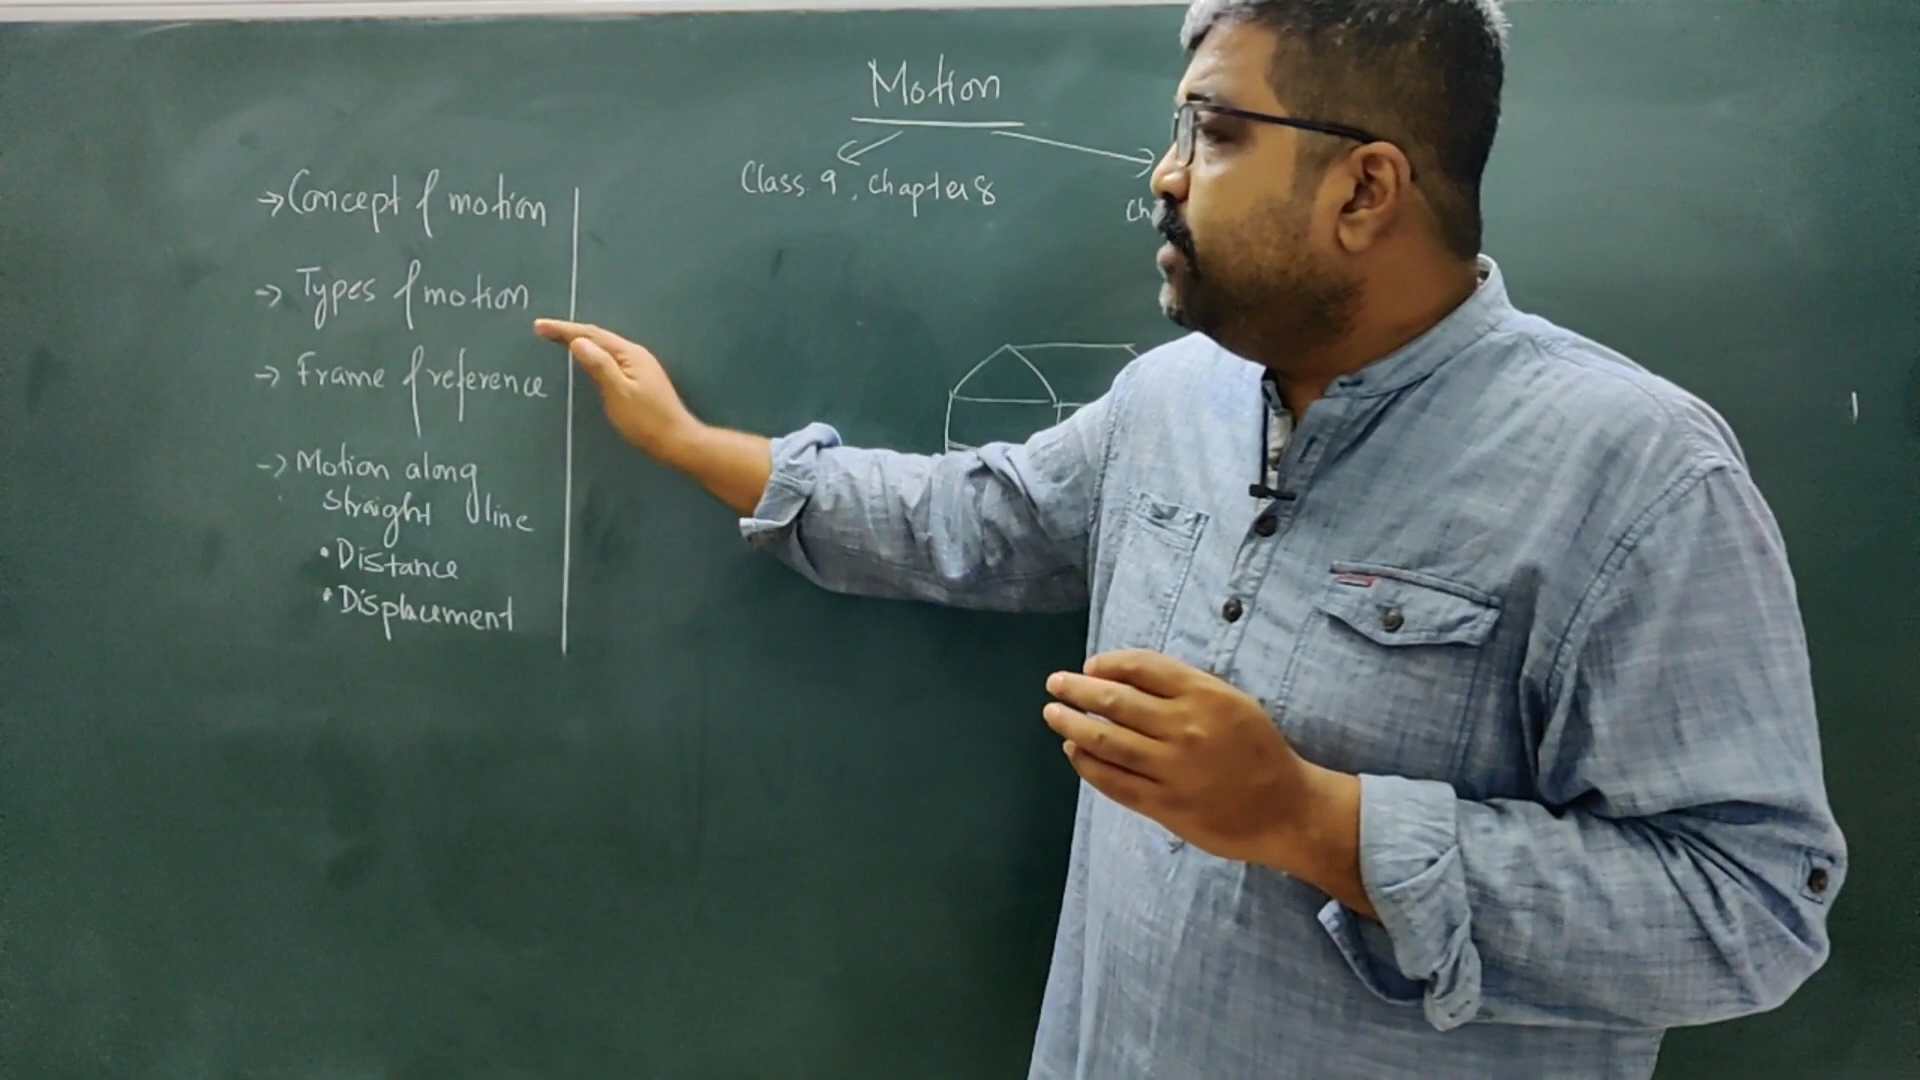 Motion
Class 9, Chapter 8
Ch
→ Concept of motion
→ Types of motion
→ Frame of reference
→ Motion along
straight line
• Distance
• Displacement